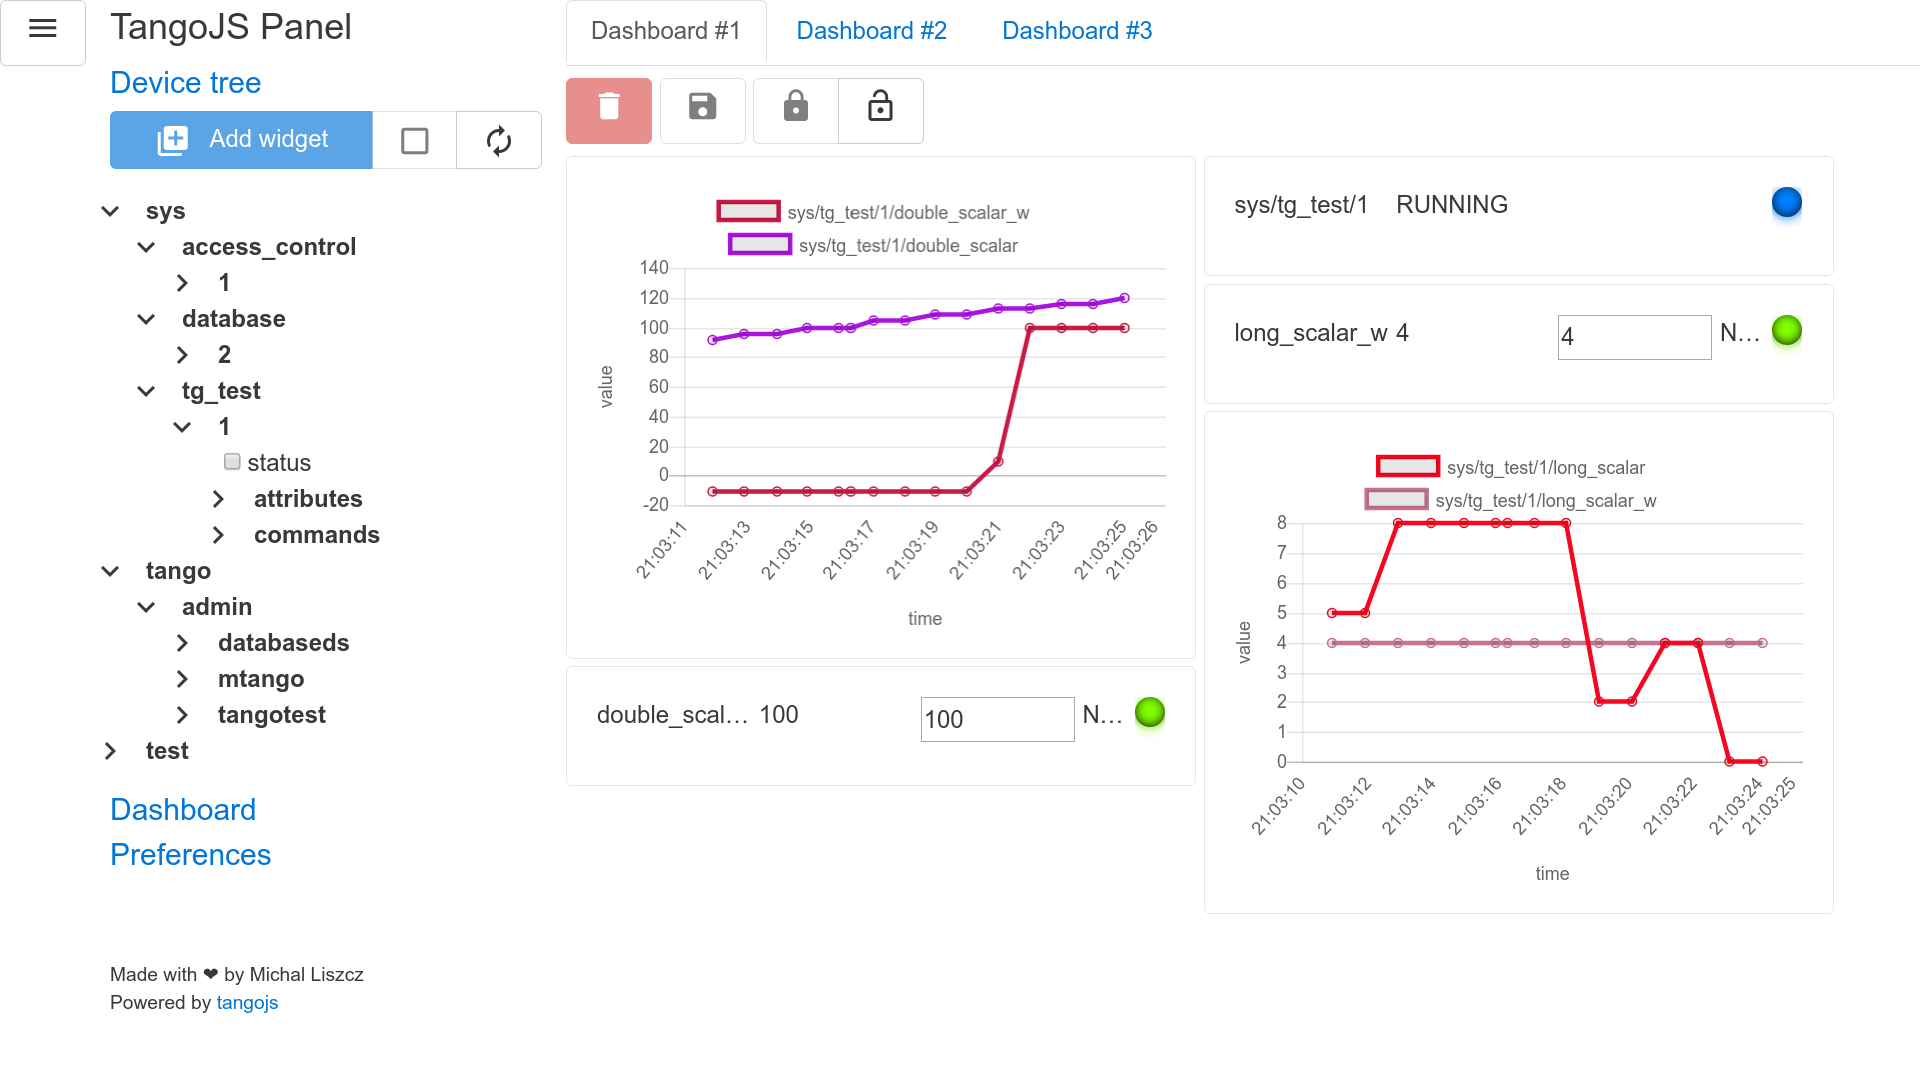 TangoJS Panel
Device tree
Add widget
sys
access_control
1
database
2
tg_test
1
status
attributes
commands
tango
admin
databaseds
mtango
tangotest
test
Dashboard
Preferences
Made with ❤ by Michal Liszcz
Powered by tangojs
Dashboard #1 Dashboard #2 Dashboard #3
sys/tg_test/1/double_scalar_w
sys/tg_test/1/double_scalar
140
120
100
80
60
40
20
0
-20
value
21:03:11 21:03:13 21:03:15 21:03:17 21:03:19 21:03:21 21:03:23 21:03:25 21:03:26
time
double_scal… 100 100 N…
sys/tg_test/1 RUNNING
long_scalar_w 4 4 N…
sys/tg_test/1/long_scalar
sys/tg_test/1/long_scalar_w
8
7
6
5
4
3
2
1
0
value
21:03:10 21:03:12 21:03:14 21:03:16 21:03:18 21:03:20 21:03:22 21:03:24 21:03:25
time